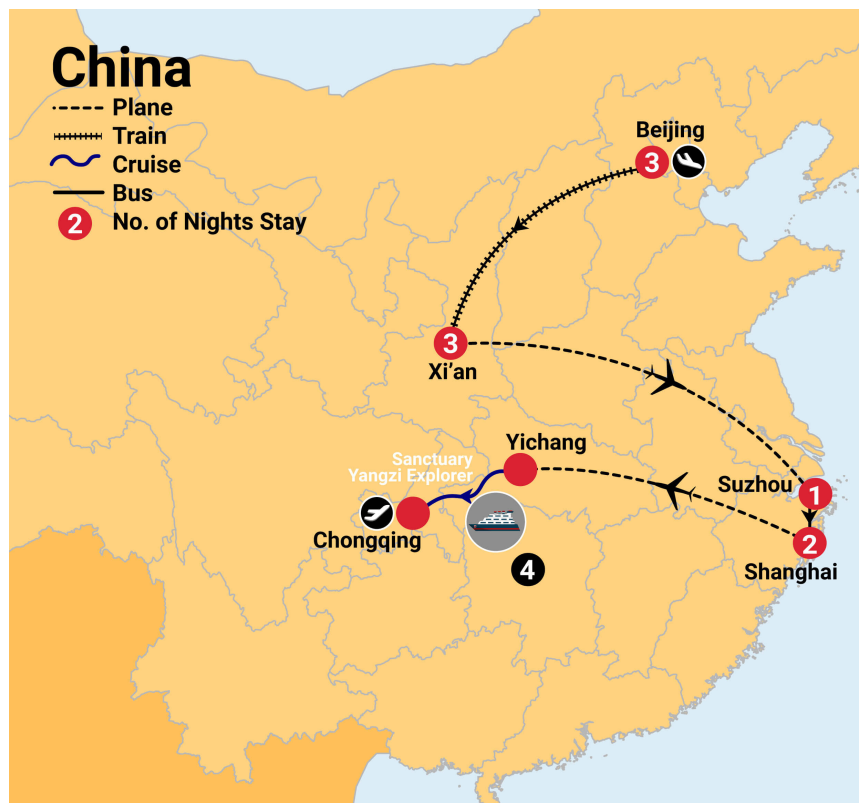 China
Plane
Train
Cruise
Bus
2 No. of Nights Stay
Beijing
3
3
Xi'an
Yichang
Sanctuary
Yangzi Explorer
Suzhou 1
Chongqing
2
Shanghai
4